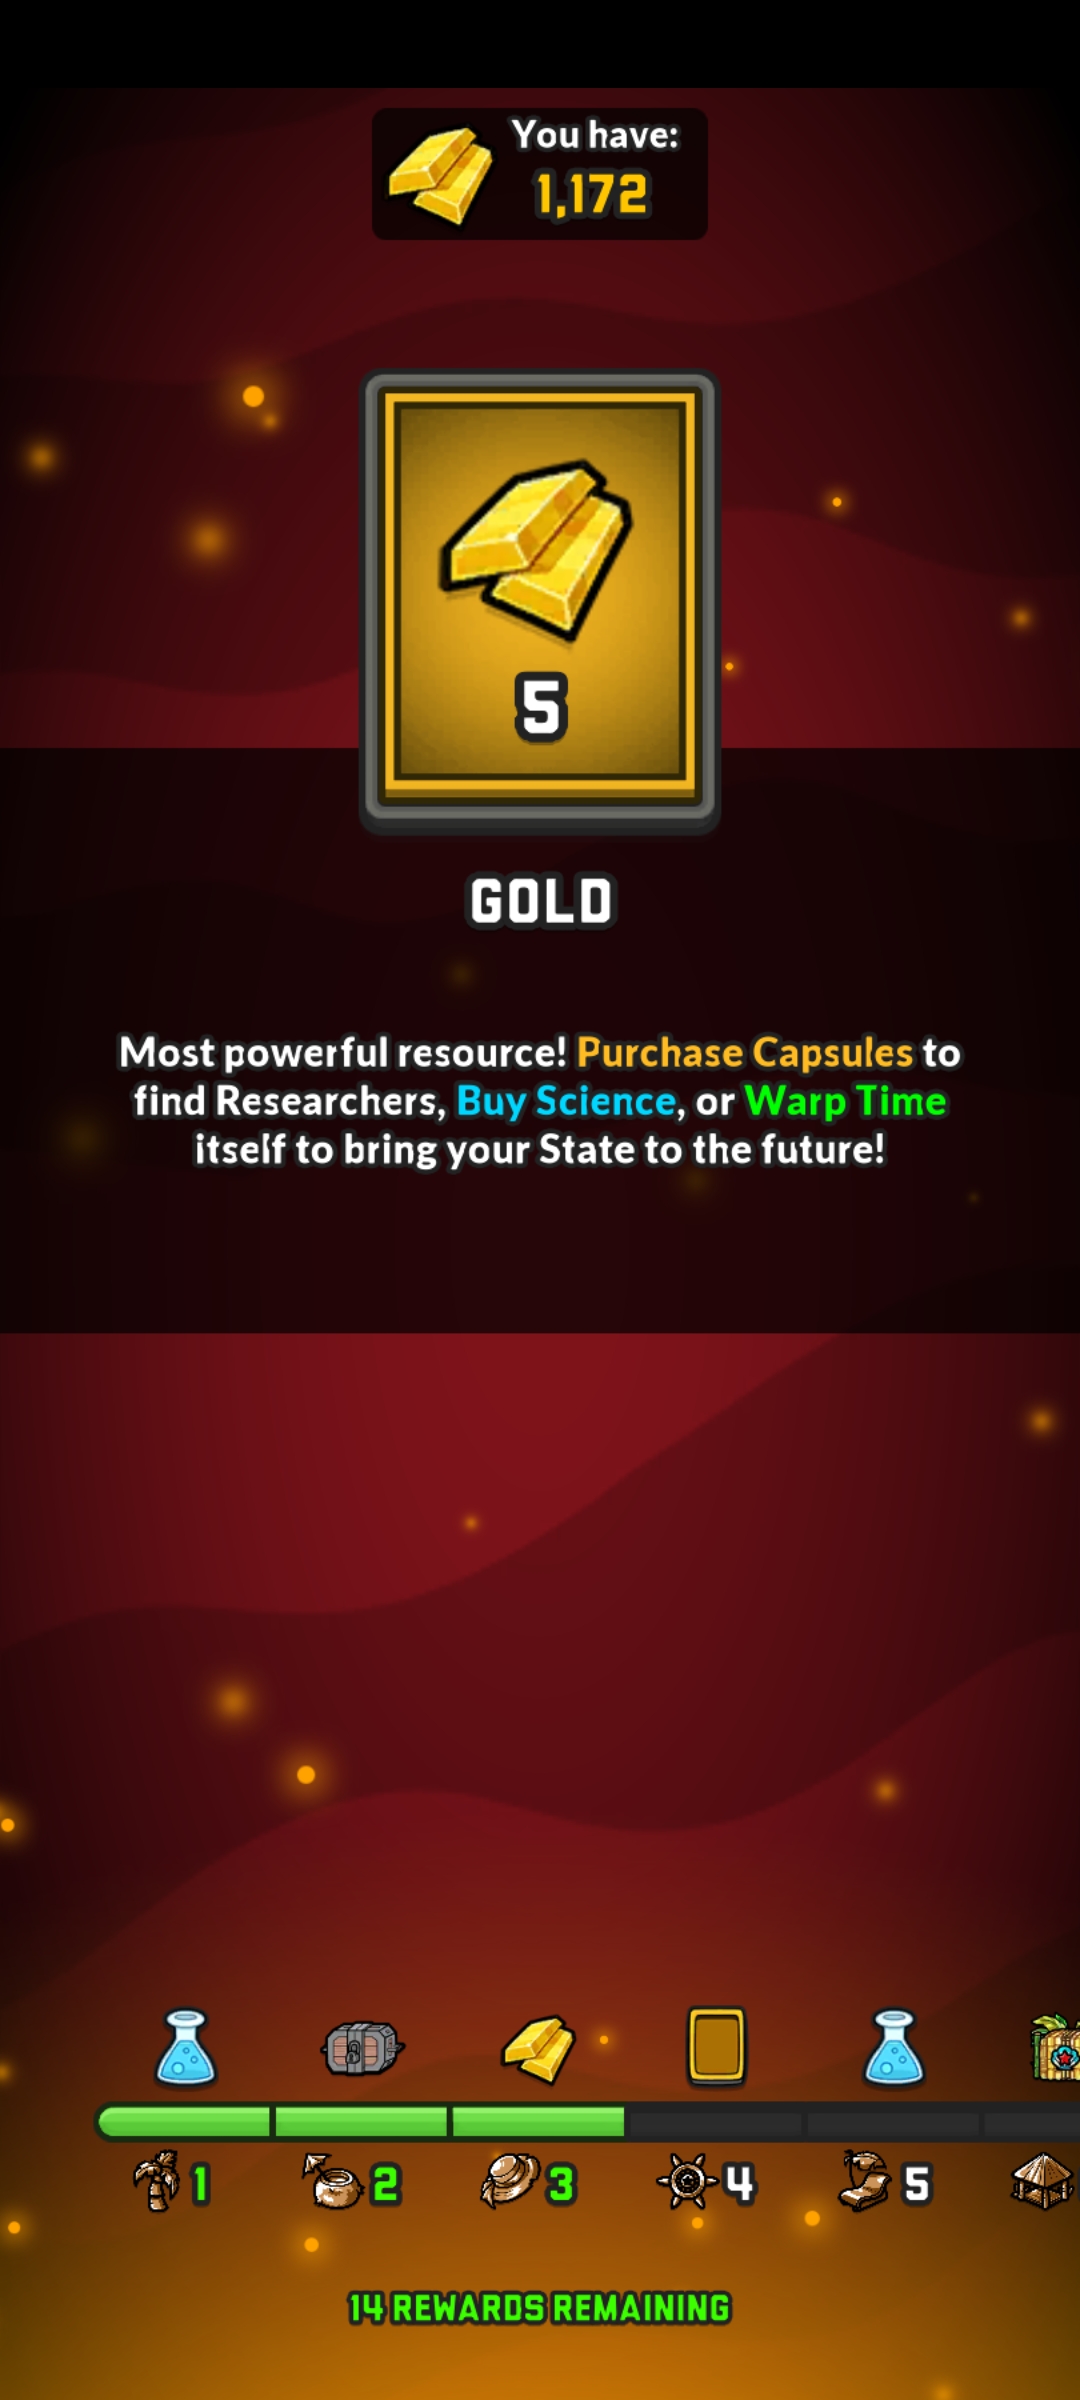 You have:
1,172
5
GOLD
Most powerful resource! Purchase Capsules to
find Researchers, Buy Science, or Warp Time
itself to bring your State to the future!
1 2 3 4 5
14 REWARDS REMAINING